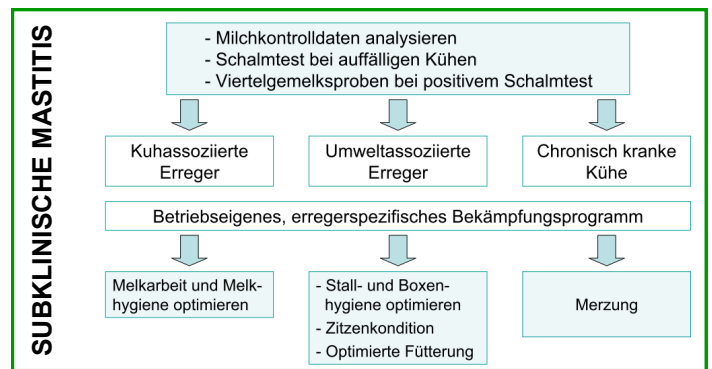 SUBKLINISCHE MASTITIS
- Milchkontrolldaten analysieren
- Schalmtest bei auffälligen Kühen
- Viertelgemelksproben bei positivem Schalmtest
Kuhassoziierte
Erreger
Umweltassoziierte
Erreger
Chronisch kranke
Kühe
Betriebseigenes, erregerspezifisches Bekämpfungsprogramm
Melkarbeit und Melk-
hygiene optimieren
- Stall- und Boxen-
hygiene optimieren
- Zitzenkondition
- Optimierte Fütterung
Merzung